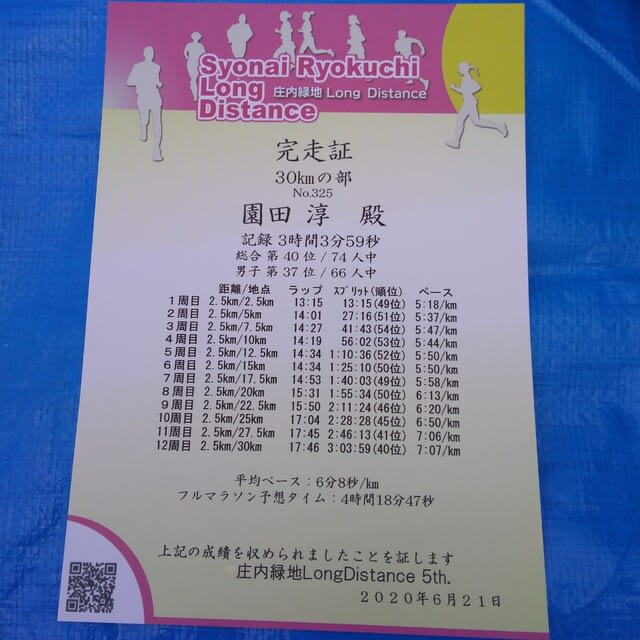 Syonai Ryokuchi
Long
庄内緑地 Long Distance
Distance
完走証
30kmの部
No.325
園田 淳 殿
記録 3時間3分59秒
総合 第 40 位 / 74 人中
男子 第 37 位 / 66 人中
距離/地点 ラップ ｽﾌﾟﾘｯﾄ(順位) ペース
1周目 2.5km/2.5km 13:15 13:15(49位) 5:18/km
2周目 2.5km/5km 14:01 27:16(51位) 5:37/km
3周目 2.5km/7.5km 14:27 41:43(54位) 5:47/km
4周目 2.5km/10km 14:19 56:02(53位) 5:44/km
5周目 2.5km/12.5km 14:34 1:10:36(52位) 5:50/km
6周目 2.5km/15km 14:34 1:25:10(50位) 5:50/km
7周目 2.5km/17.5km 14:53 1:40:03(49位) 5:58/km
8周目 2.5km/20km 15:31 1:55:34(50位) 6:13/km
9周目 2.5km/22.5km 15:50 2:11:24(46位) 6:20/km
10周目 2.5km/25km 17:04 2:28:28(45位) 6:50/km
11周目 2.5km/27.5km 17:45 2:46:13(41位) 7:06/km
12周目 2.5km/30km 17:46 3:03:59(40位) 7:07/km
平均ペース：6分8秒/km
フルマラソン予想タイム：4時間18分47秒
上記の成績を収められましたことを証します
庄内緑地LongDistance 5th.
2020年6月21日